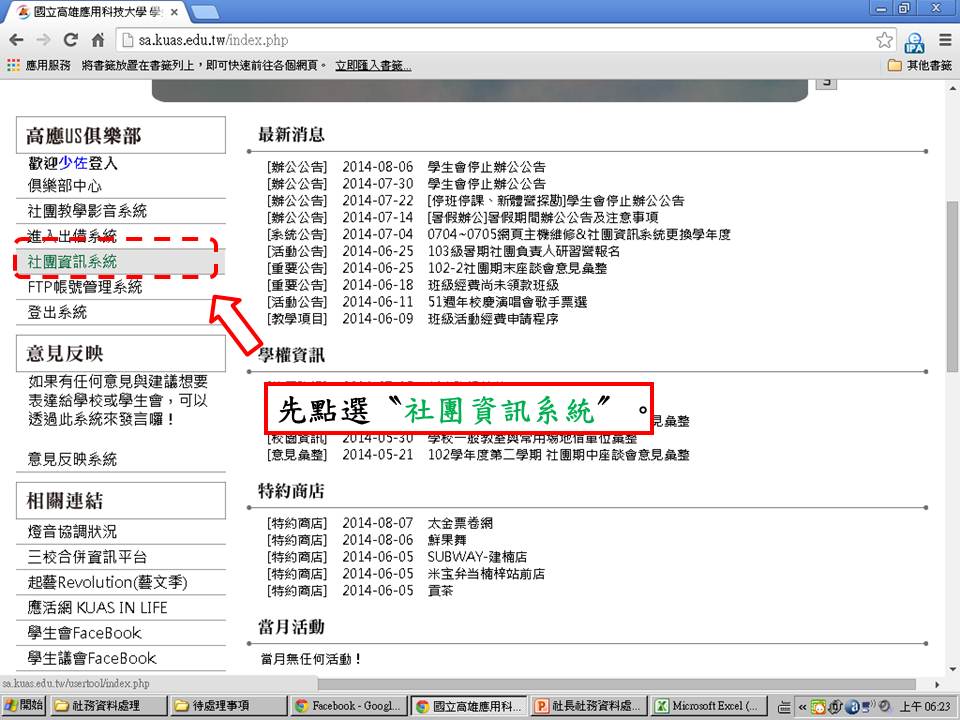 國立高雄應用科技大學 學
sa.kuas.edu.tw/index.php
應用服務 將書籤放置在書籤列上，即可快速前往各個網頁。 立即匯入書籤... 其他書籤
高應US俱樂部
歡迎少佐登入
俱樂部中心
社團教學影音系統
進入出借系統
社團資訊系統
FTP帳號管理系統
登出系統
意見反映
如果有任何意見與建議想要
表達給學校或學生會，可以
透過此系統來發言囉！
意見反映系統
相關連結
燈音協調狀況
三校合併資訊平台
起藝Revolution(藝文季)
應活網 KUAS IN LIFE
學生會FaceBook
學生議會FaceBook
最新消息
[辦公公告] 2014-08-06 學生會停止辦公公告
[辦公公告] 2014-07-30 學生會停止辦公公告
[辦公公告] 2014-07-22 [停班停課、新體營探勘]學生會停止辦公公告
[辦公公告] 2014-07-14 [暑假辦公]暑假期間辦公公告及注意事項
[系統公告] 2014-07-04 0704~0705網頁主機維修&社團資訊系統更換學年度
[活動公告] 2014-06-25 103級暑期社團負責人研習營報名
[重要公告] 2014-06-25 102-2社團期末座談會意見彙整
[重要公告] 2014-06-18 班級經費尚未領款班級
[活動公告] 2014-06-11 51週年校慶演唱會歌手票選
[教學項目] 2014-06-09 班級活動經費申請程序
學權資訊
先點選〝社團資訊系統〞。
見彙整
[校園資訊] 2014-05-30 學校一般教室與常用場地借單位彙整
[意見彙整] 2014-05-21 102學年度第二學期 社團期中座談會意見彙整
特約商店
[特約商店] 2014-08-07 太金票卷網
[特約商店] 2014-08-06 鮮果舞
[特約商店] 2014-06-05 SUBWAY-建楠店
[特約商店] 2014-06-05 米宝弁当楠梓站前店
[特約商店] 2014-06-05 貢茶
當月活動
當月無任何活動！
sa.kuas.edu.tw/usertool/index.php
開始 社務資料處理 待處理事項 Facebook - Googl... 國立高雄應用科... 社長社務資料處... Microsoft Excel (... 上午 06:23